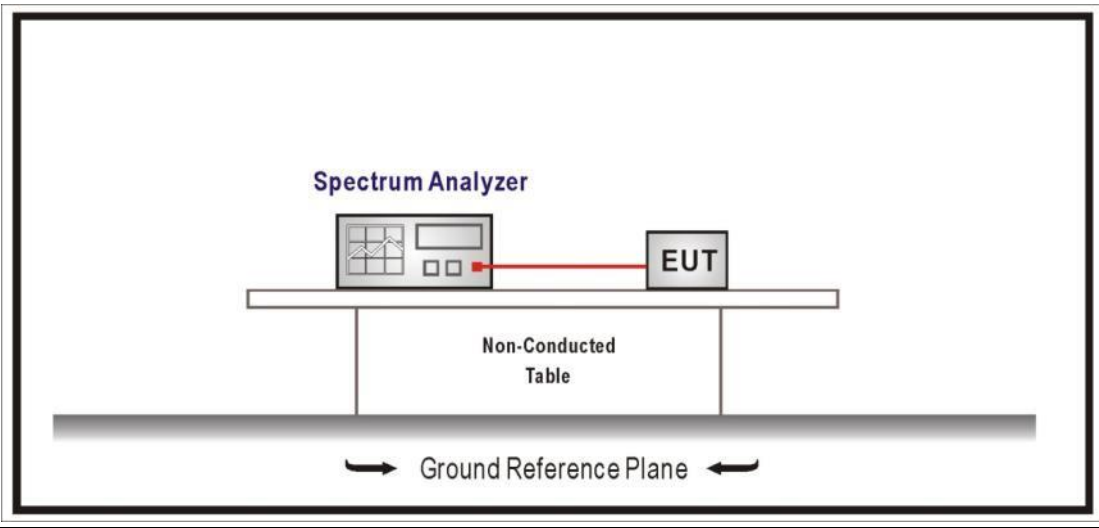 Spectrum Analyzer
EUT
Non-Conducted
Table
Ground Reference Plane